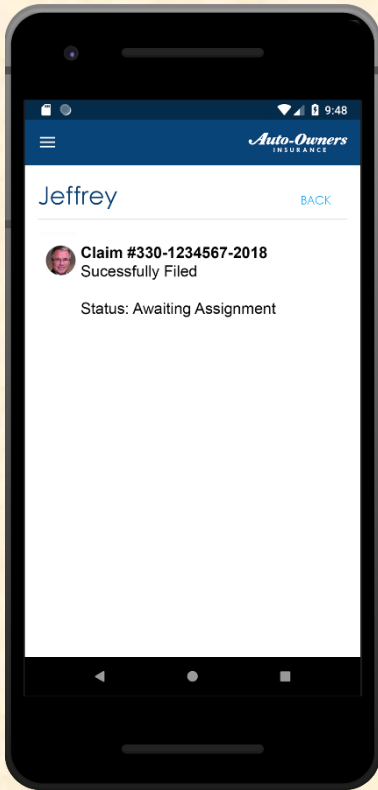 9:48
Auto-Owners
INSURANCE
Jeffrey
BACK
Claim #330-1234567-2018
Sucessfully Filed
Status: Awaiting Assignment